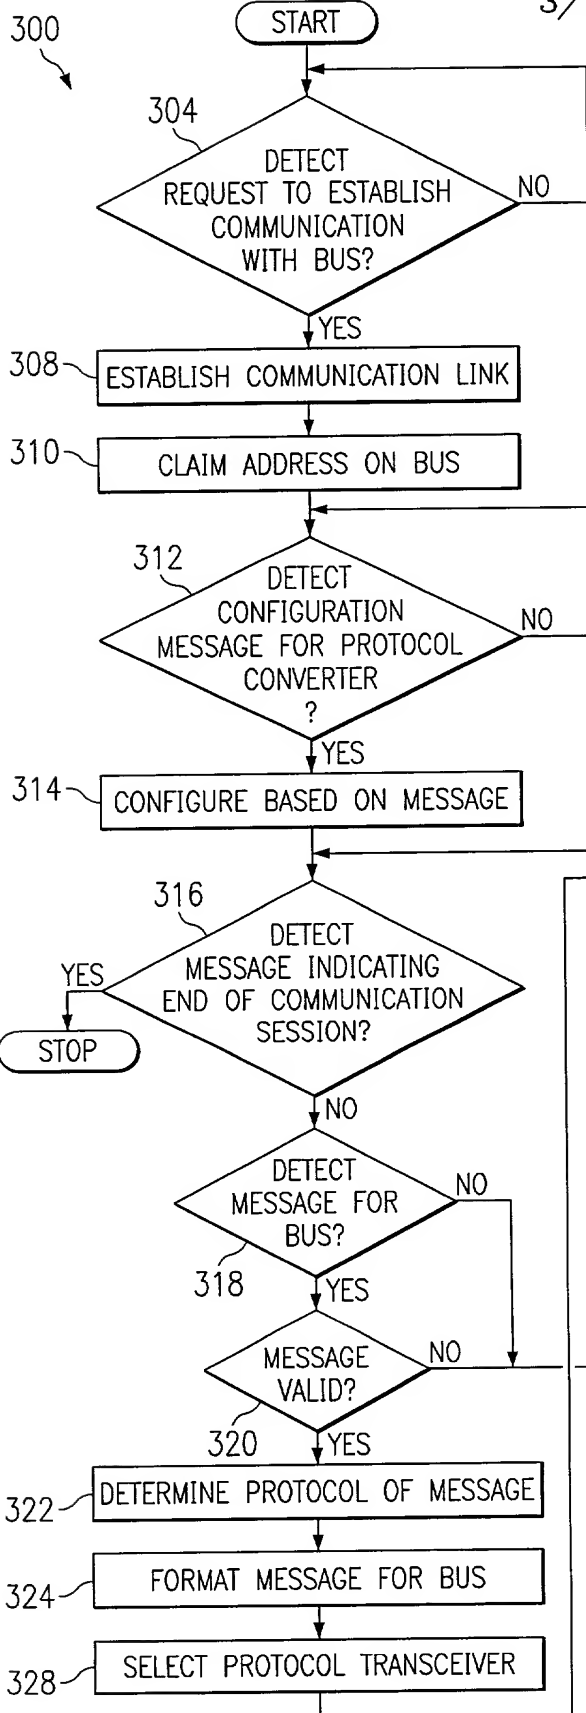 3/
300
START
304
DETECT
REQUEST TO ESTABLISH
COMMUNICATION
WITH BUS?
NO
YES
308
ESTABLISH COMMUNICATION LINK
310
CLAIM ADDRESS ON BUS
312
DETECT
CONFIGURATION
MESSAGE FOR PROTOCOL
CONVERTER
?
NO
YES
314
CONFIGURE BASED ON MESSAGE
316
DETECT
MESSAGE INDICATING
END OF COMMUNICATION
SESSION?
YES
STOP
NO
DETECT
MESSAGE FOR
BUS?
NO
318
YES
MESSAGE
VALID?
NO
320
YES
322
DETERMINE PROTOCOL OF MESSAGE
324
FORMAT MESSAGE FOR BUS
328
SELECT PROTOCOL TRANSCEIVER